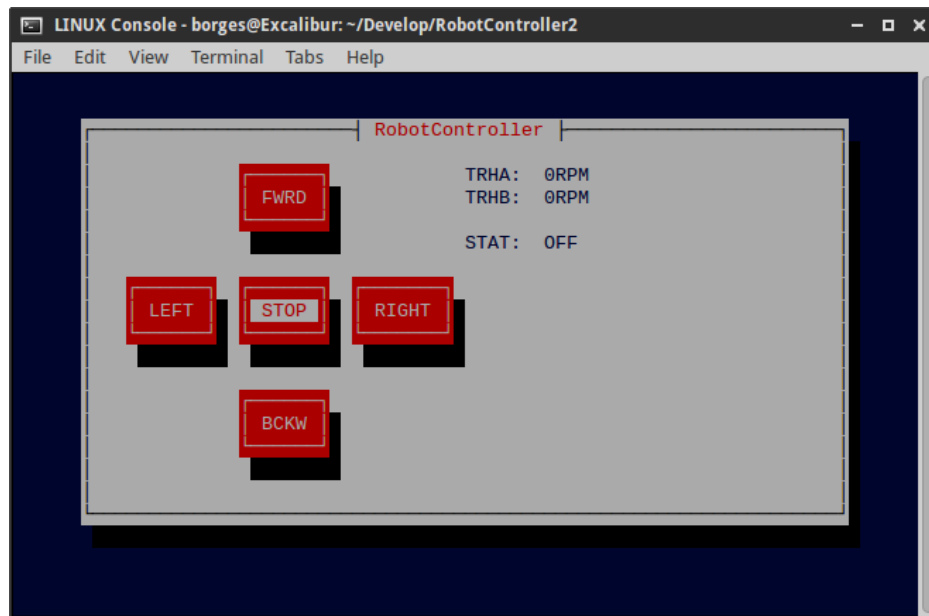 LINUX Console - borges@Excalibur: ~/Develop/RobotController2
File Edit View Terminal Tabs Help
RobotController
FWRD
TRHA: 0RPM
TRHB: 0RPM
STAT: OFF
LEFT STOP RIGHT
BCKW